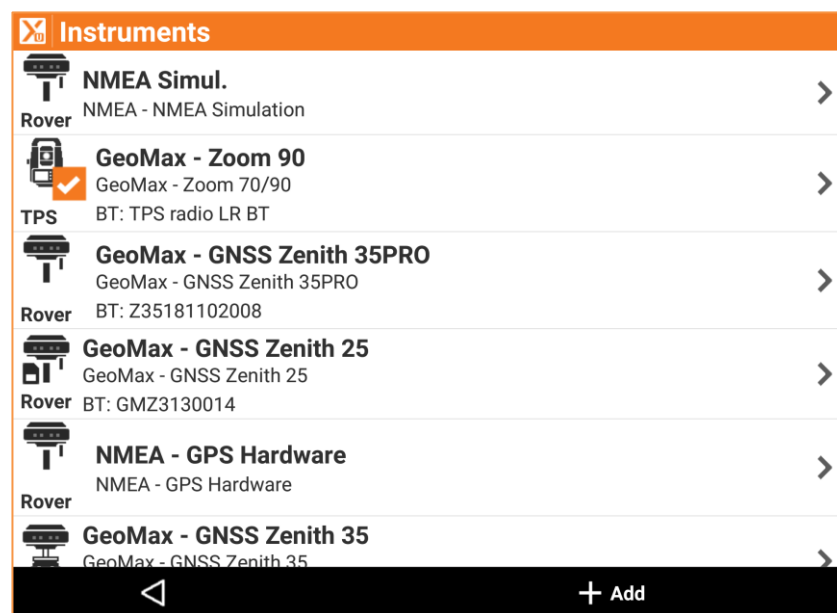 Instruments
NMEA Simul.
NMEA - NMEA Simulation
Rover
GeoMax - Zoom 90
GeoMax - Zoom 70/90
BT: TPS radio LR BT
TPS
GeoMax - GNSS Zenith 35PRO
GeoMax - GNSS Zenith 35PRO
BT: Z35181102008
Rover
GeoMax - GNSS Zenith 25
GeoMax - GNSS Zenith 25
BT: GMZ3130014
Rover
NMEA - GPS Hardware
NMEA - GPS Hardware
Rover
GeoMax - GNSS Zenith 35
GeoMax - GNSS Zenith 35
Add